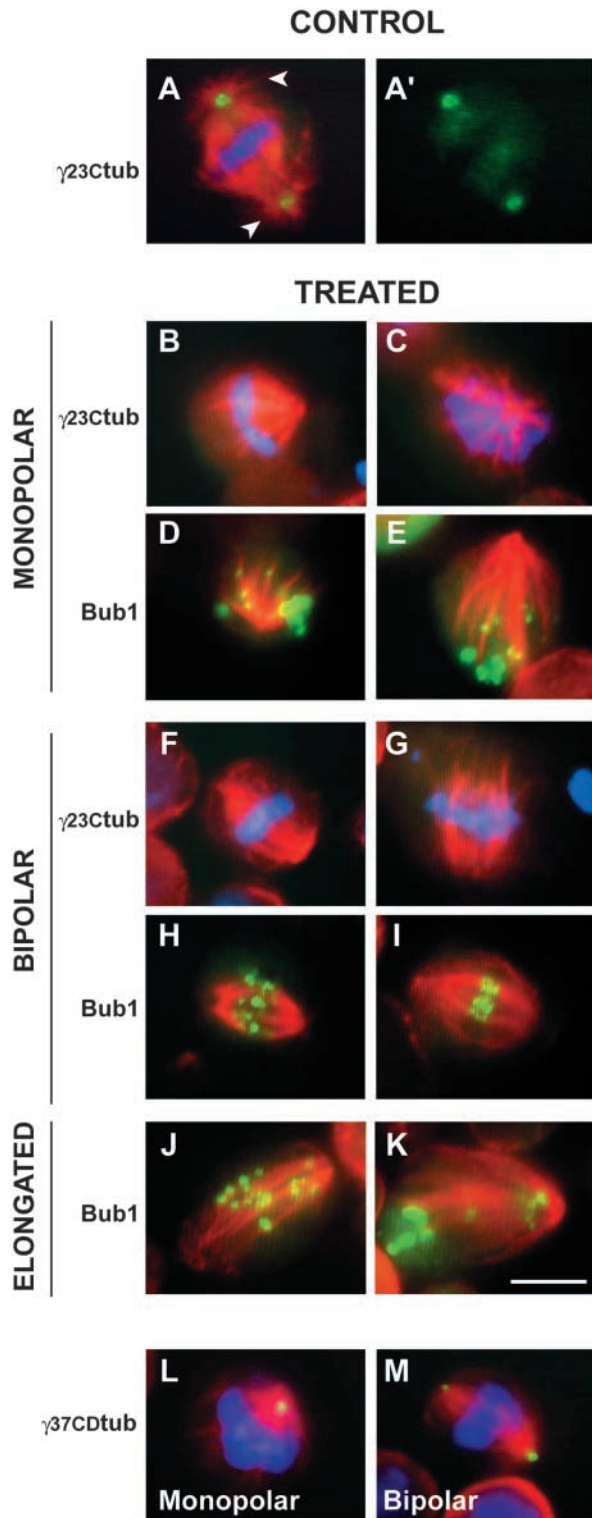 CONTROL
A A'
γ23Ctub
TREATED
MONOPOLAR
B C
γ23Ctub
D E
Bub1
BIPOLAR
F G
γ23Ctub
H I
Bub1
ELONGATED
J K
Bub1
L M
γ37CDtub
Monopolar Bipolar